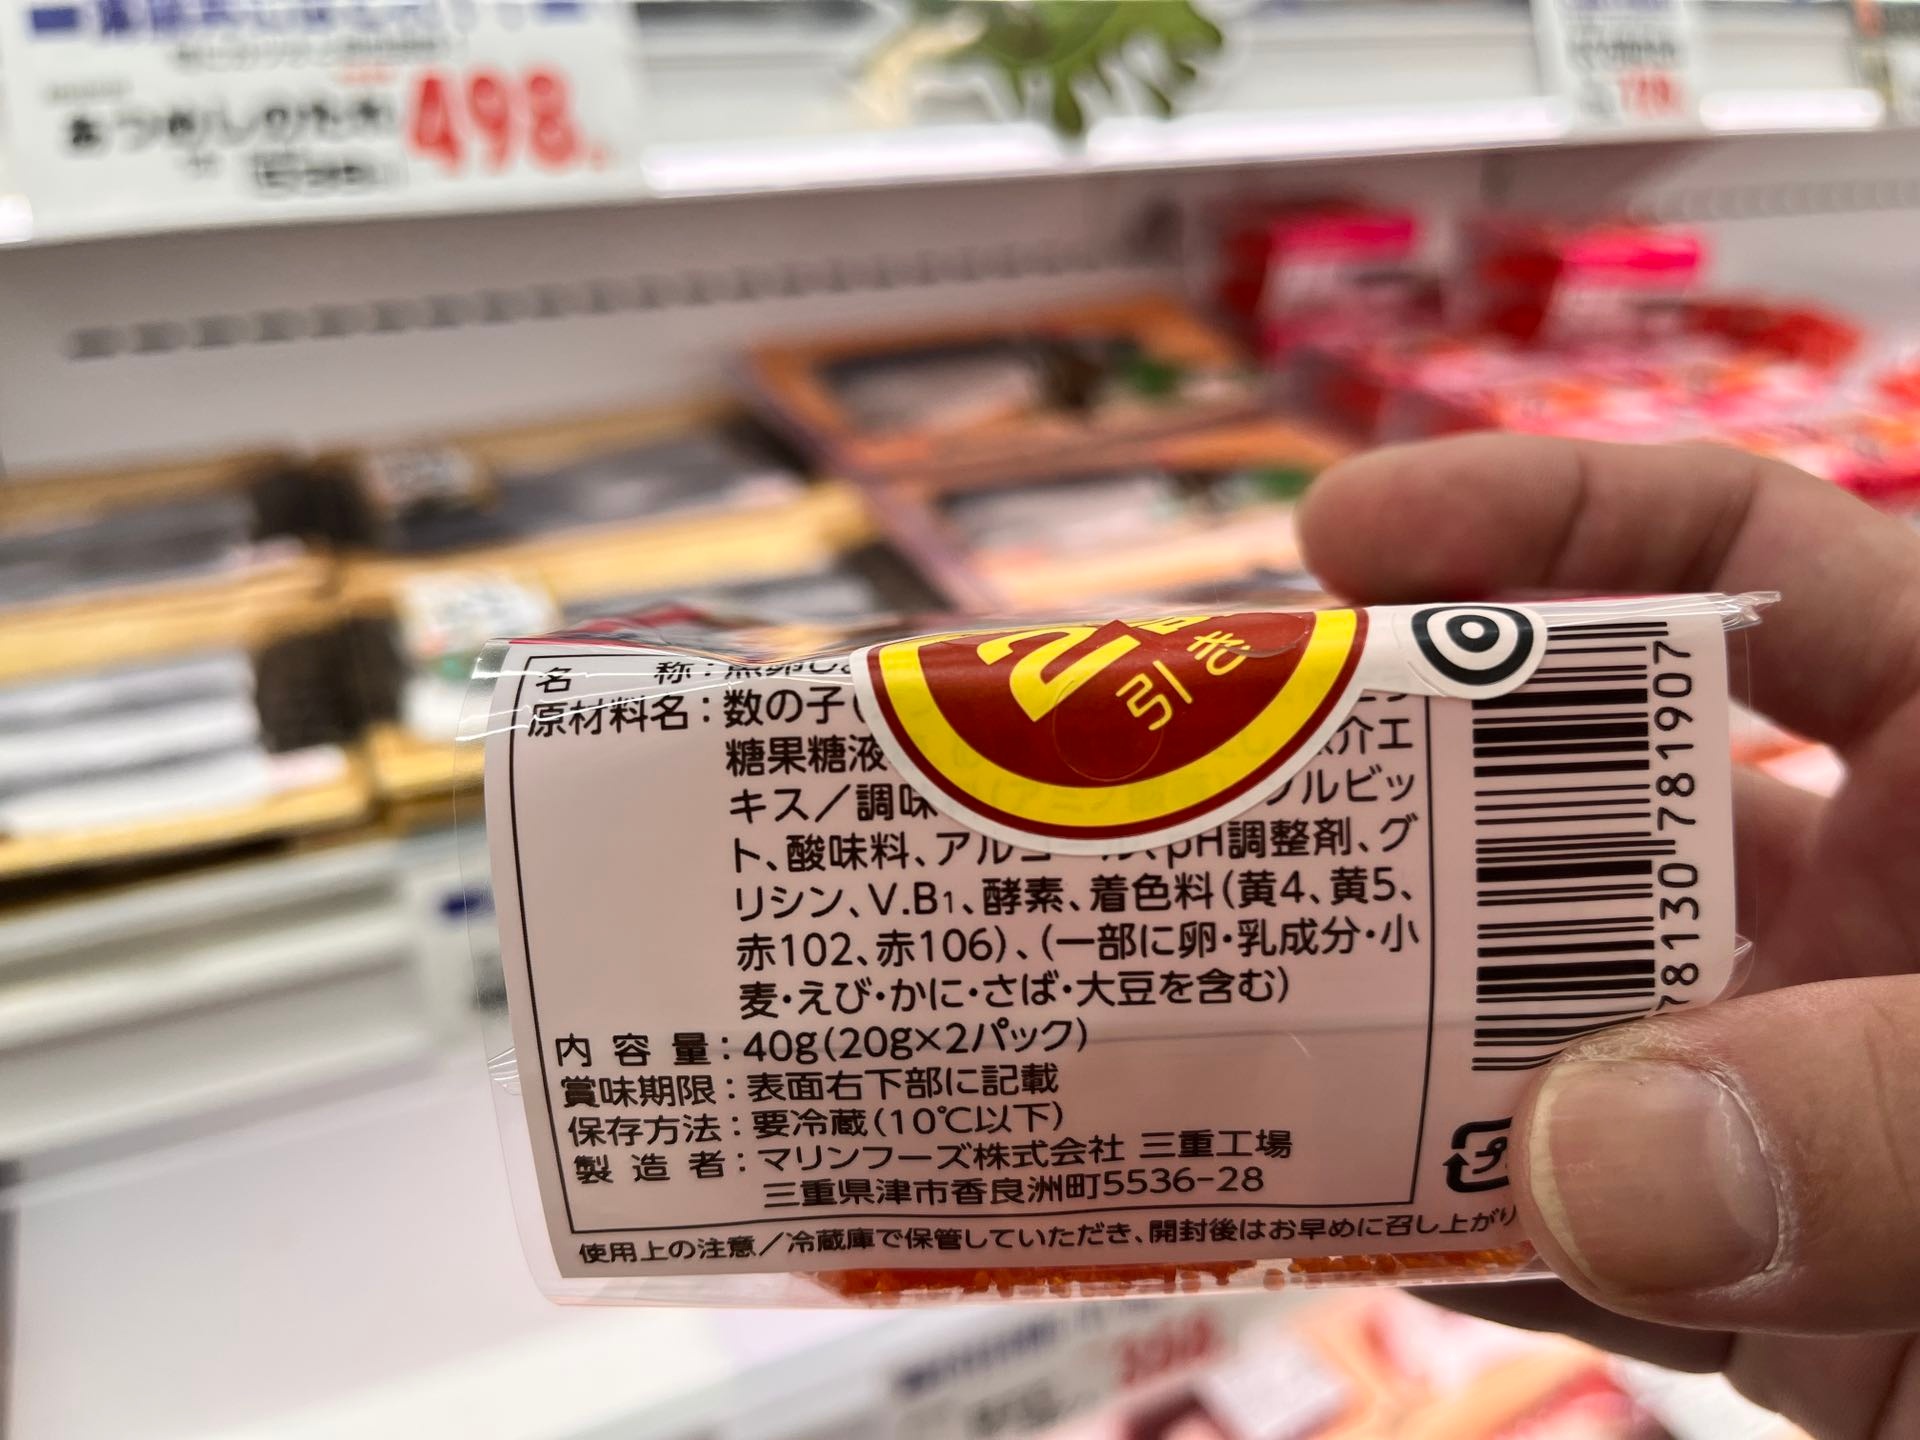 498
2
引き
名 称：魚卵
原材料名：数の子(
糖果糖液 介エ
キス／調味 ルビッ
ト、酸味料、アルコール、pH調整剤、グ
リシン、V.B1、酵素、着色料(黄4、黄5、
赤102、赤106)、(一部に卵・乳成分・小
麦・えび・かに・さば・大豆を含む)
内容量：40g(20g×2パック)
賞味期限：表面右下部に記載
保存方法：要冷蔵(10℃以下)
製造者：マリンフーズ株式会社 三重工場
三重県津市香良洲町5536-28
使用上の注意／冷蔵庫で保管していただき、開封後はお早めに召し上がり
78130 781907